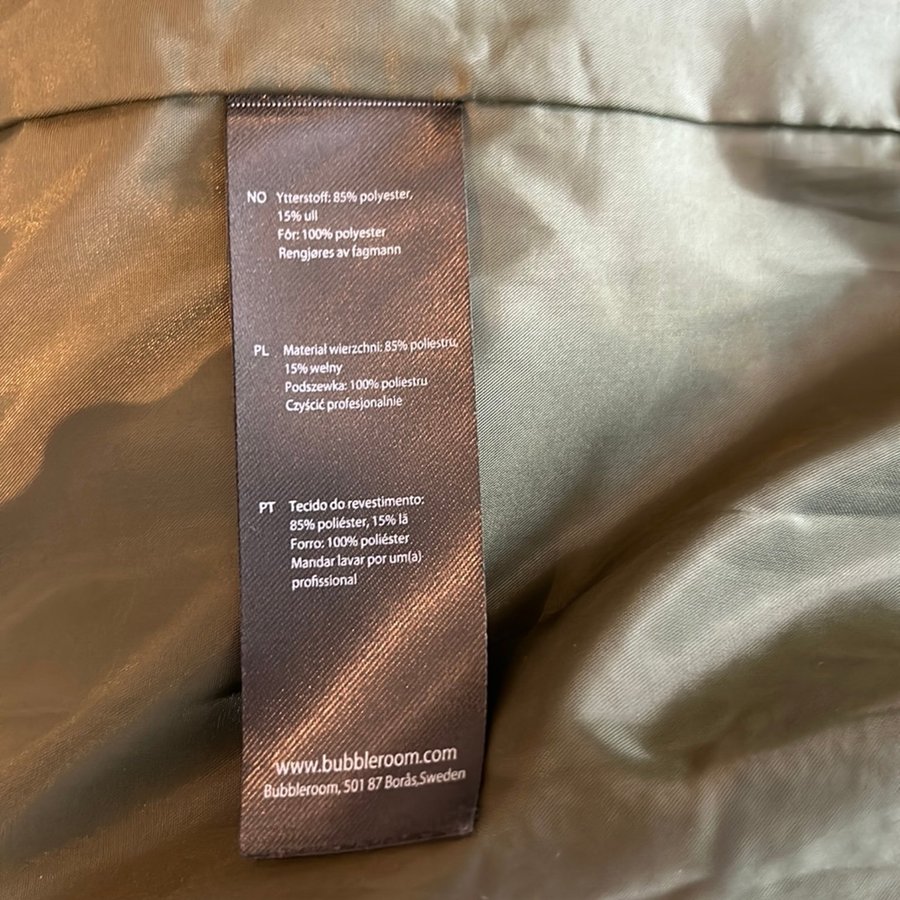 NO Ytterstoff: 85% polyester,
15% ull
Fôr: 100% polyester
Rengjøres av fagmann
PL Materiał wierzchni: 85% poliestru,
15% wełny
Podszewka: 100% poliestru
Czyścić profesjonalnie
PT Tecido do revestimento:
85% poliéster, 15% lã
Forro: 100% poliéster
Mandar lavar por um(a)
profissional
www.bubbleroom.com
Bubbleroom, 501 87 Borås,Sweden